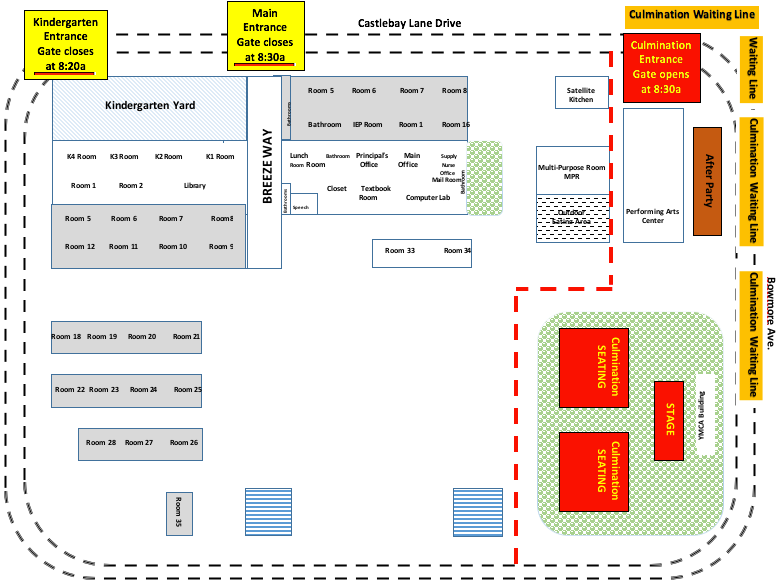 Kindergarten
Entrance
Gate closes
at 8:20a
Main
Entrance
Gate closes
at 8:30a
Castlebay Lane Drive
Culmination Waiting Line
Culmination
Entrance
Gate opens
at 8:30a
Waiting Line
Culmination Waiting Line
Culmination Waiting Line
Bowmore Ave.
Kindergarten Yard
BREEZE WAY
Bathrooms
Room 5 Room 6 Room 7 Room 8
Bathroom IEP Room Room 1 Room 16
Satellite
Kitchen
K4 Room K3 Room K2 Room K1 Room
Room 1 Room 2 Library
Room 5 Room 6 Room 7 Room 8
Room 12 Room 11 Room 10 Room 9
Lunch
Room Room
Bathroom
Principal's
Office
Main
Office
Supply
Nurse
Office
Mail Room
Bathroom
Closet
Textbook
Room
Computer Lab
Bathrooms
Speech
Multi-Purpose Room
MPR
Outdoor
Eating Area
Performing Arts
Center
After Party
Room 33 Room 34
Room 18 Room 19 Room 20 Room 21
Room 22 Room 23 Room 24 Room 25
Room 28 Room 27 Room 26
Room 35
Culmination
SEATING
Culmination
SEATING
STAGE
YMCA Building